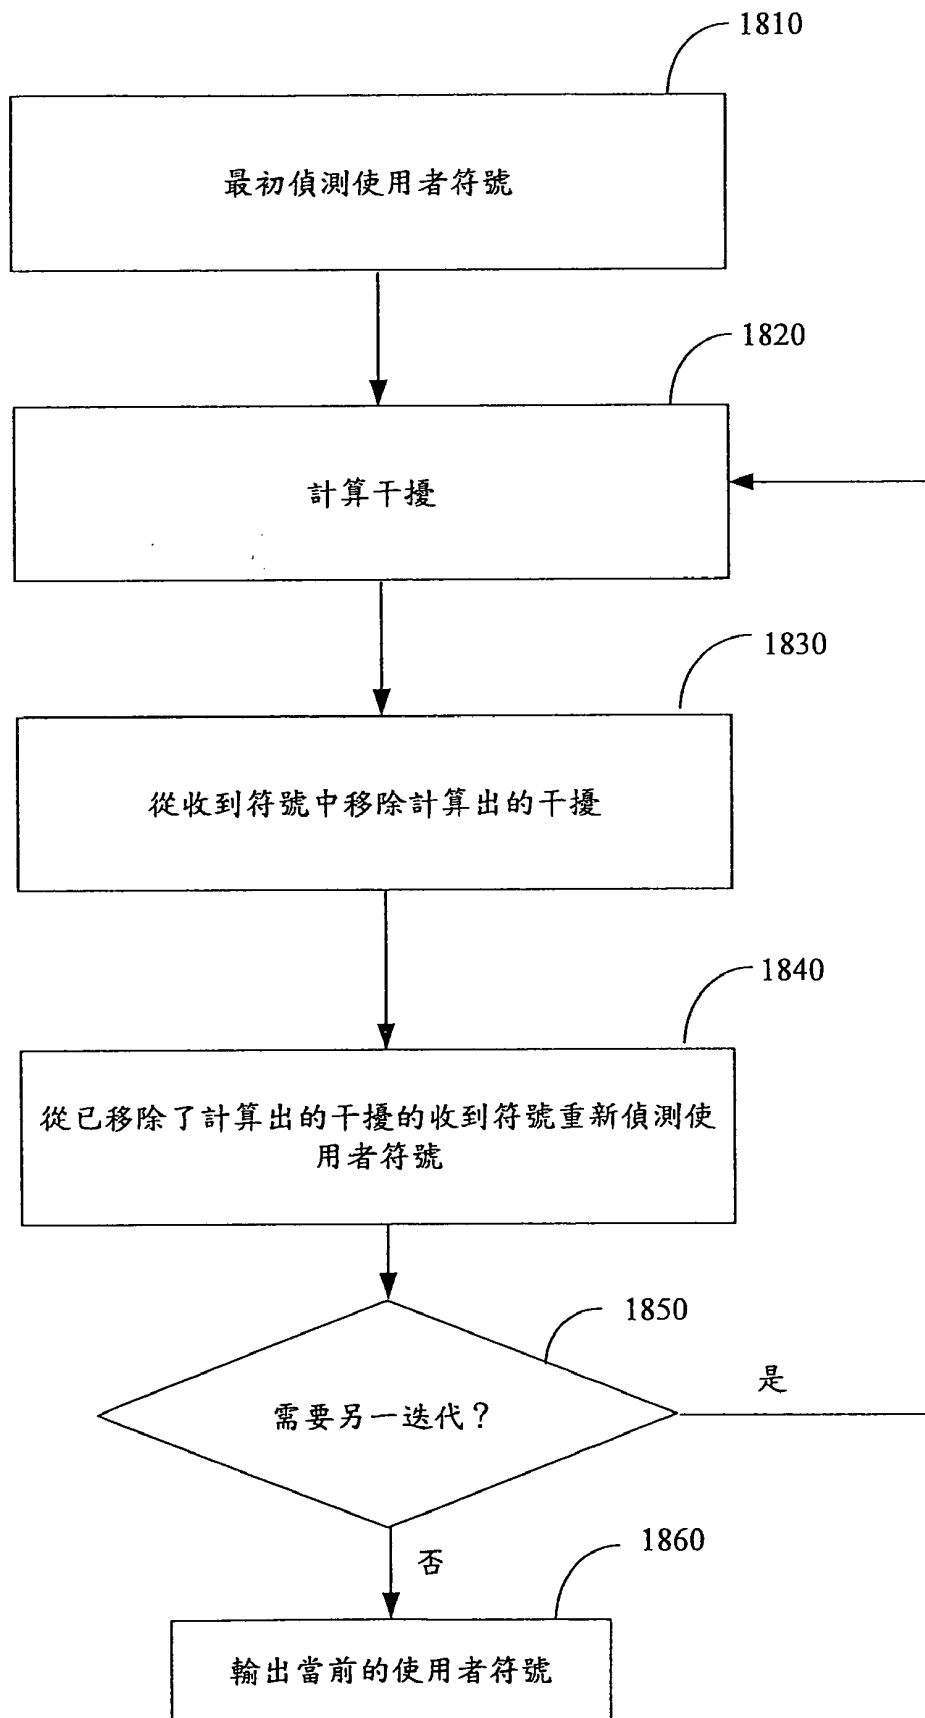 1810
最初偵測使用者符號
1820
計算干擾
1830
從收到符號中移除計算出的干擾
1840
從已移除了計算出的干擾的收到符號重新偵測使
用者符號
1850
需要另一迭代？
是
否
1860
輸出當前的使用者符號